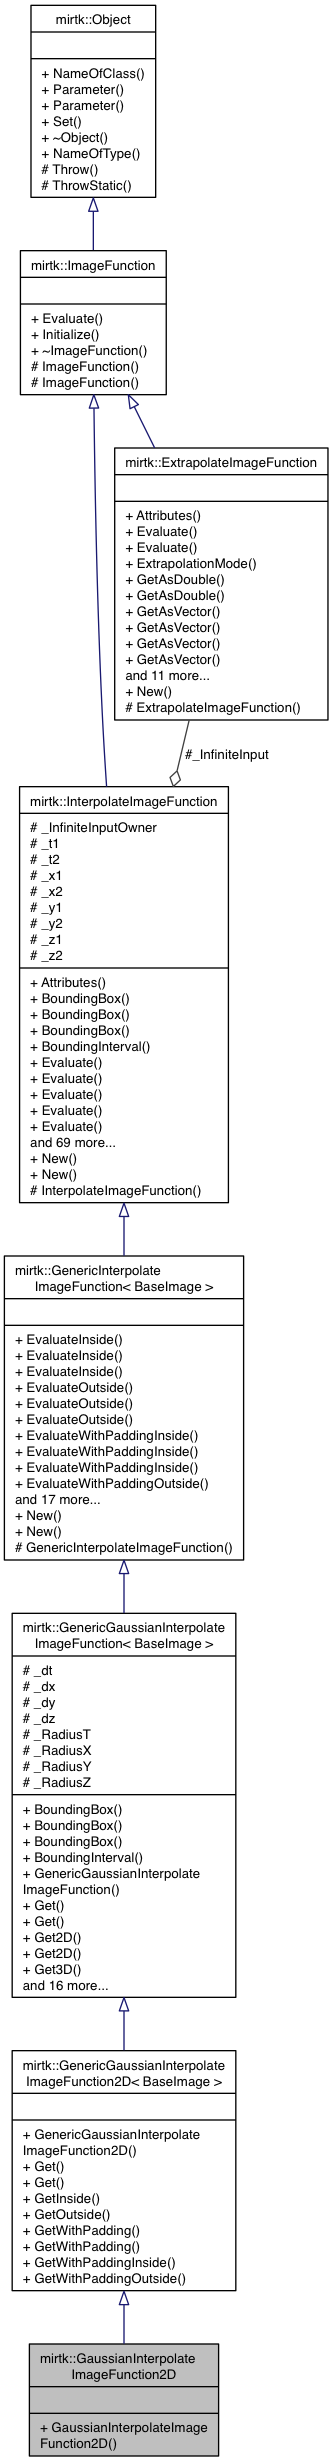 mirtk::Object
+ NameOfClass()
+ Parameter()
+ Parameter()
+ Set()
+ ~Object()
+ NameOfType()
# Throw()
# ThrowStatic()
mirtk::ImageFunction
+ Evaluate()
+ Initialize()
+ ~ImageFunction()
# ImageFunction()
# ImageFunction()
mirtk::ExtrapolateImageFunction
+ Attributes()
+ Evaluate()
+ Evaluate()
+ ExtrapolationMode()
+ GetAsDouble()
+ GetAsDouble()
+ GetAsVector()
+ GetAsVector()
+ GetAsVector()
+ GetAsVector()
and 11 more...
+ New()
# ExtrapolateImageFunction()
#_InfiniteInput
mirtk::InterpolateImageFunction
# _InfiniteInputOwner
# _t1
# _t2
# _x1
# _x2
# _y1
# _y2
# _z1
# _z2
+ Attributes()
+ BoundingBox()
+ BoundingBox()
+ BoundingBox()
+ BoundingInterval()
+ Evaluate()
+ Evaluate()
+ Evaluate()
+ Evaluate()
+ Evaluate()
and 69 more...
+ New()
+ New()
# InterpolateImageFunction()
mirtk::GenericInterpolate
ImageFunction< BaseImage >
+ EvaluateInside()
+ EvaluateInside()
+ EvaluateInside()
+ EvaluateOutside()
+ EvaluateOutside()
+ EvaluateOutside()
+ EvaluateWithPaddingInside()
+ EvaluateWithPaddingInside()
+ EvaluateWithPaddingInside()
+ EvaluateWithPaddingOutside()
and 17 more...
+ New()
+ New()
# GenericInterpolateImageFunction()
mirtk::GenericGaussianInterpolate
ImageFunction< BaseImage >
# _dt
# _dx
# _dy
# _dz
# _RadiusT
# _RadiusX
# _RadiusY
# _RadiusZ
+ BoundingBox()
+ BoundingBox()
+ BoundingBox()
+ BoundingInterval()
+ GenericGaussianInterpolate
ImageFunction()
+ Get()
+ Get()
+ Get2D()
+ Get2D()
+ Get3D()
and 16 more...
mirtk::GenericGaussianInterpolate
ImageFunction2D< BaseImage >
+ GenericGaussianInterpolate
ImageFunction2D()
+ Get()
+ Get()
+ GetInside()
+ GetOutside()
+ GetWithPadding()
+ GetWithPadding()
+ GetWithPaddingInside()
+ GetWithPaddingOutside()
mirtk::GaussianInterpolate
ImageFunction2D
+ GaussianInterpolateImage
Function2D()